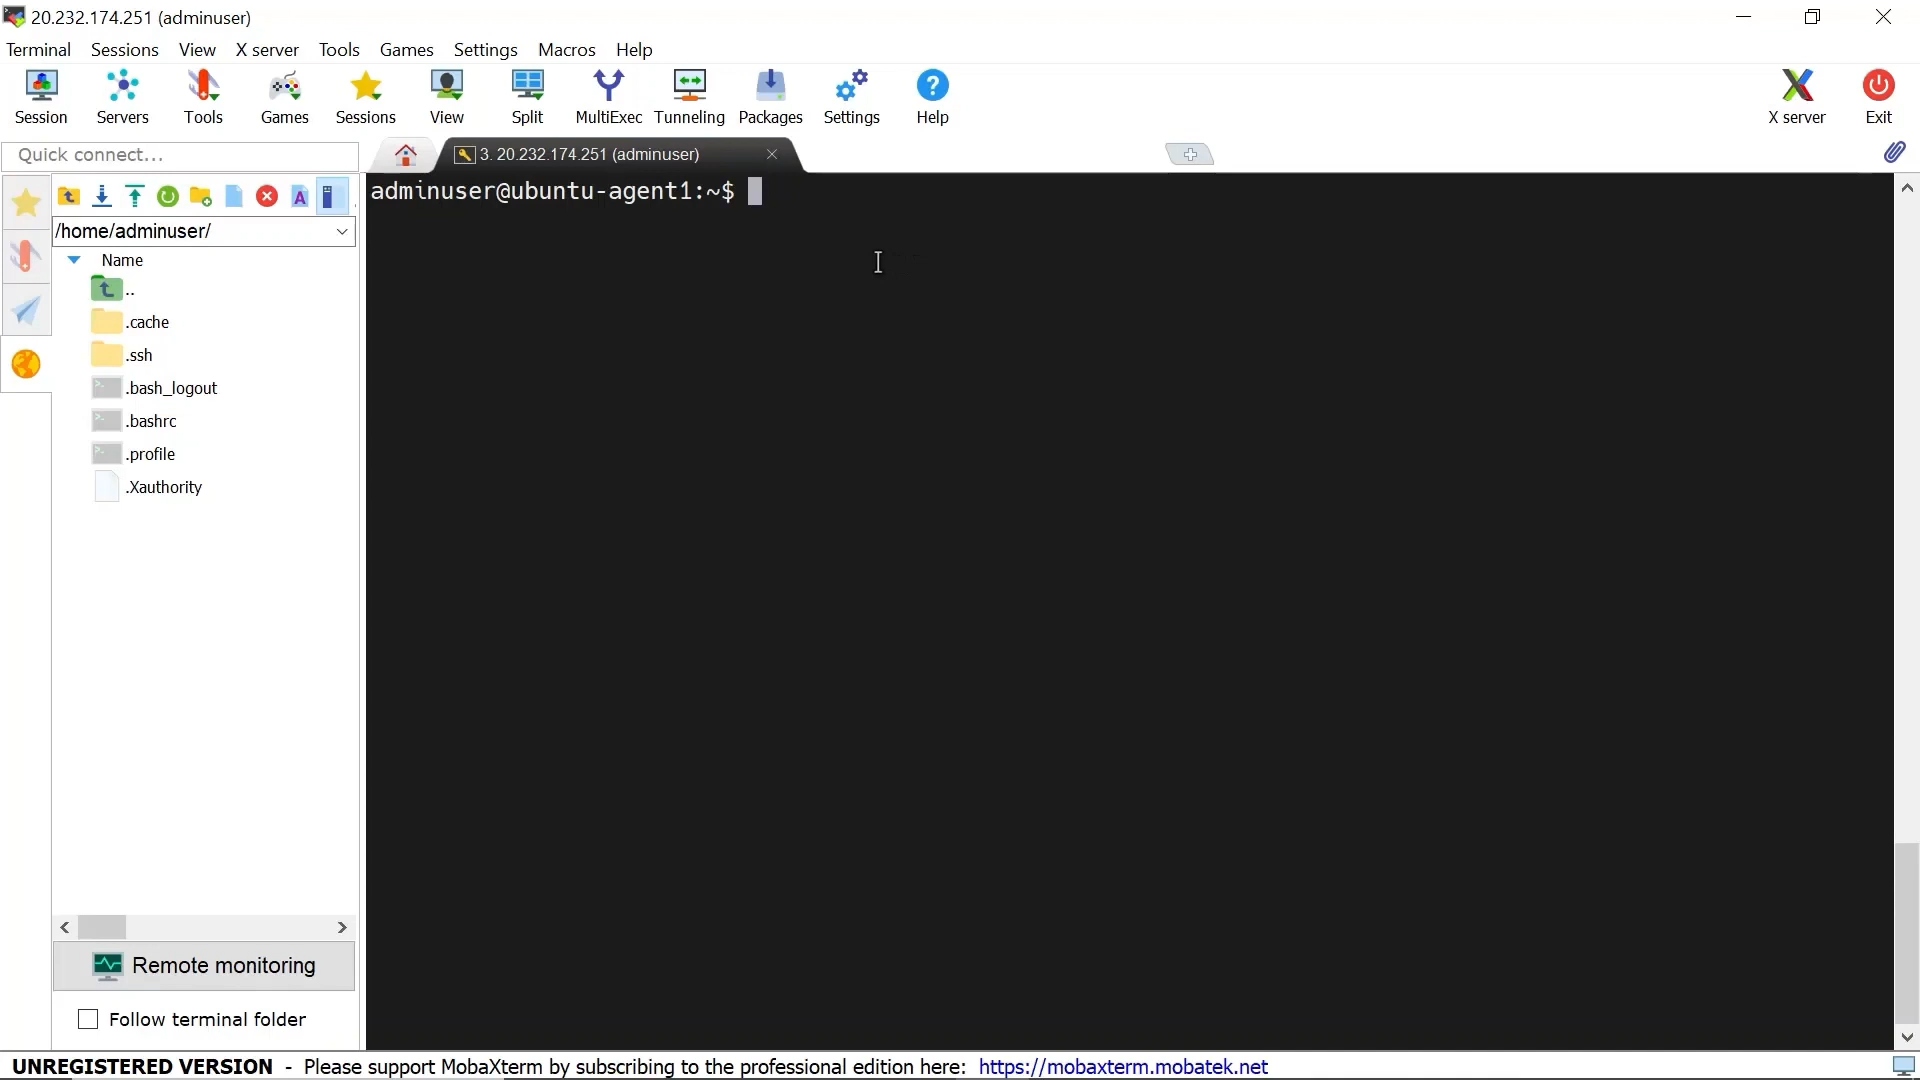 20.232.174.251 (adminuser)
Terminal Sessions View X server Tools Games Settings Macros Help
Session Servers Tools Games Sessions View Split MultiExec Tunneling Packages Settings Help X server Exit
Quick connect...
3. 20.232.174.251 (adminuser)
/home/adminuser/
Name
..
.cache
.ssh
.bash_logout
.bashrc
.profile
.Xauthority
Remote monitoring
Follow terminal folder
adminuser@ubuntu-agent1:~$
UNREGISTERED VERSION - Please support MobaXterm by subscribing to the professional edition here: https://mobaxterm.mobatek.net